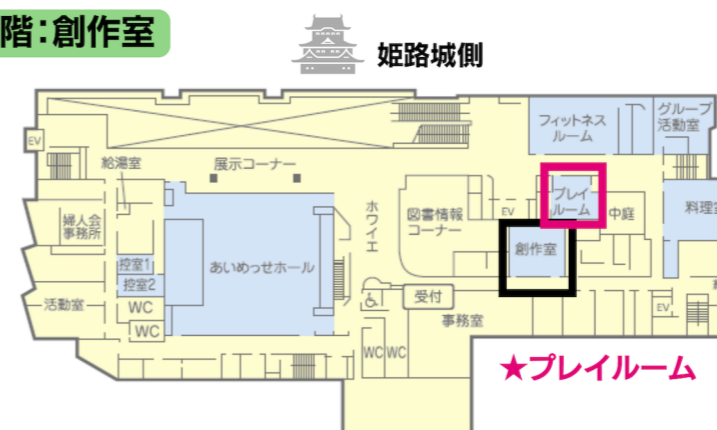 階：創作室
姫路城側
EV
給湯室
展示コーナー
フィットネス
ルーム
グループ
活動室
婦人会
事務所
控室1
控室2
WC
WC
活動室
あいめっせホール
ホワイエ
図書情報
コーナー
EV
プレイ
ルーム
中庭
創作室
受付
事務室
WC
WC
EV
★プレイルーム